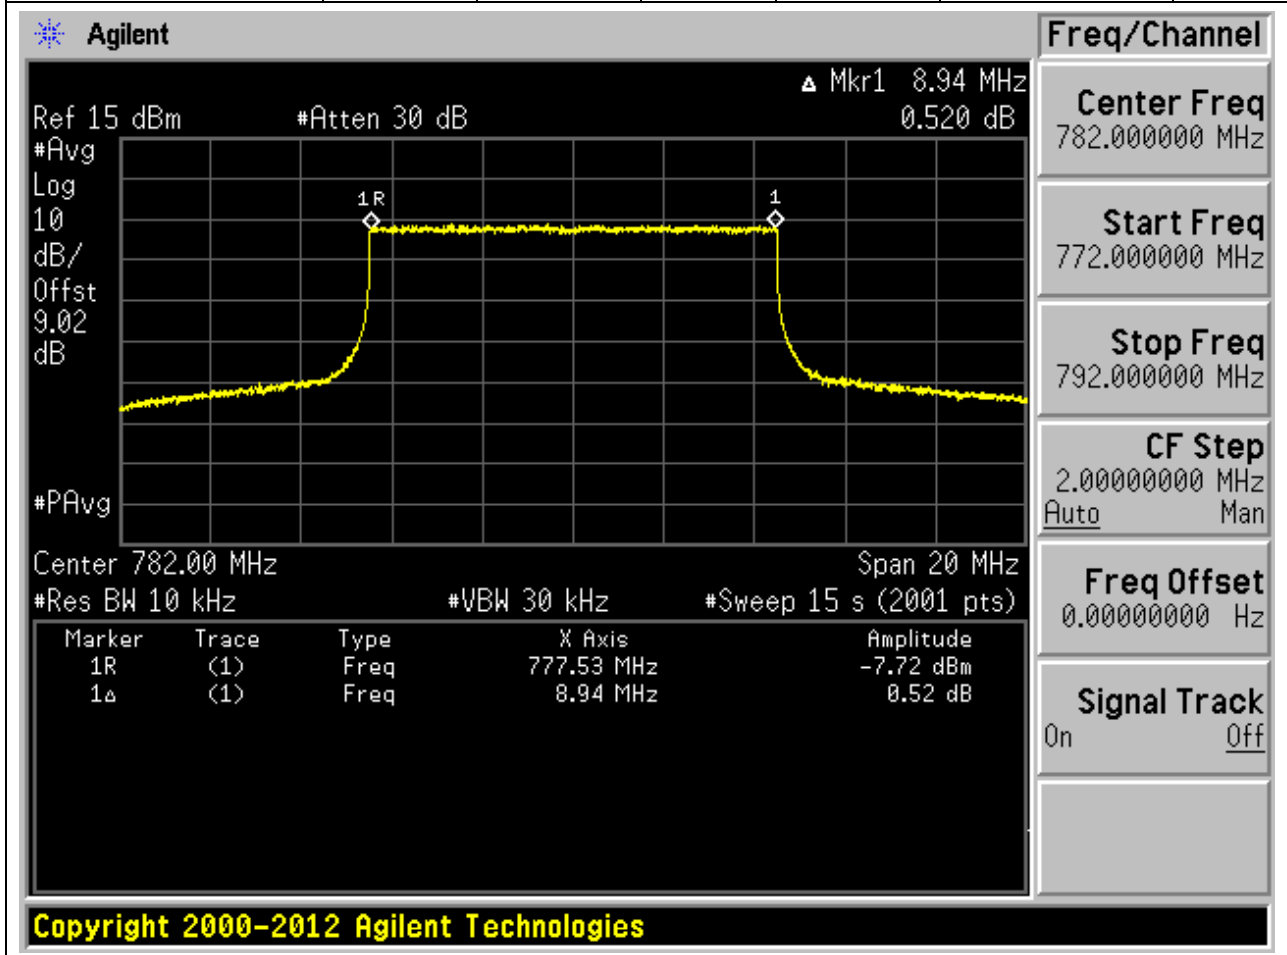 Agilent
Freq/Channel
▵ Mkr1 8.94 MHz
Ref 15 dBm #Atten 30 dB 0.520 dB
#Avg
Log
10
dB/
Offst
9.02
dB
1R
1
#PAvg
Center 782.00 MHz Span 20 MHz
#Res BW 10 kHz #VBW 30 kHz #Sweep 15 s (2001 pts)
Marker Trace Type X Axis Amplitude
1R (1) Freq 777.53 MHz -7.72 dBm
1▵ (1) Freq 8.94 MHz 0.52 dB
Center Freq
782.000000 MHz
Start Freq
772.000000 MHz
Stop Freq
792.000000 MHz
CF Step
2.00000000 MHz
Auto Man
Freq Offset
0.00000000 Hz
Signal Track
On Off
Copyright 2000-2012 Agilent Technologies